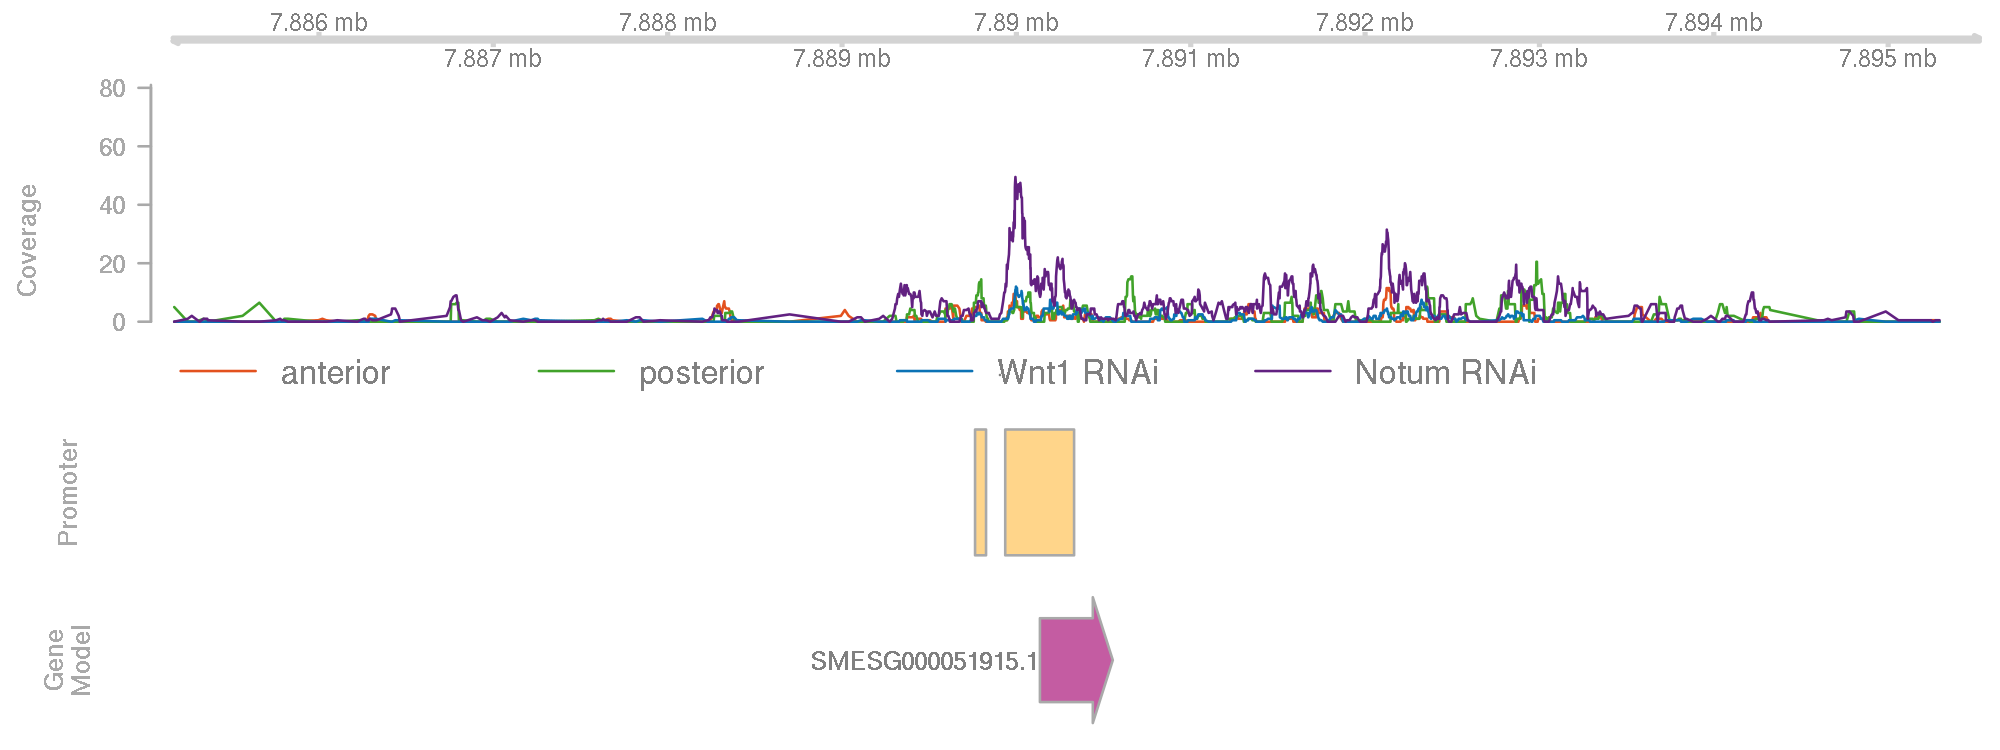 7.886 mb 7.888 mb 7.89 mb 7.892 mb 7.894 mb
7.887 mb 7.889 mb 7.891 mb 7.893 mb 7.895 mb
Coverage
80
60
40
20
0
anterior posterior Wnt1 RNAi Notum RNAi
Promoter
Gene
Model
SMESG000051915.1